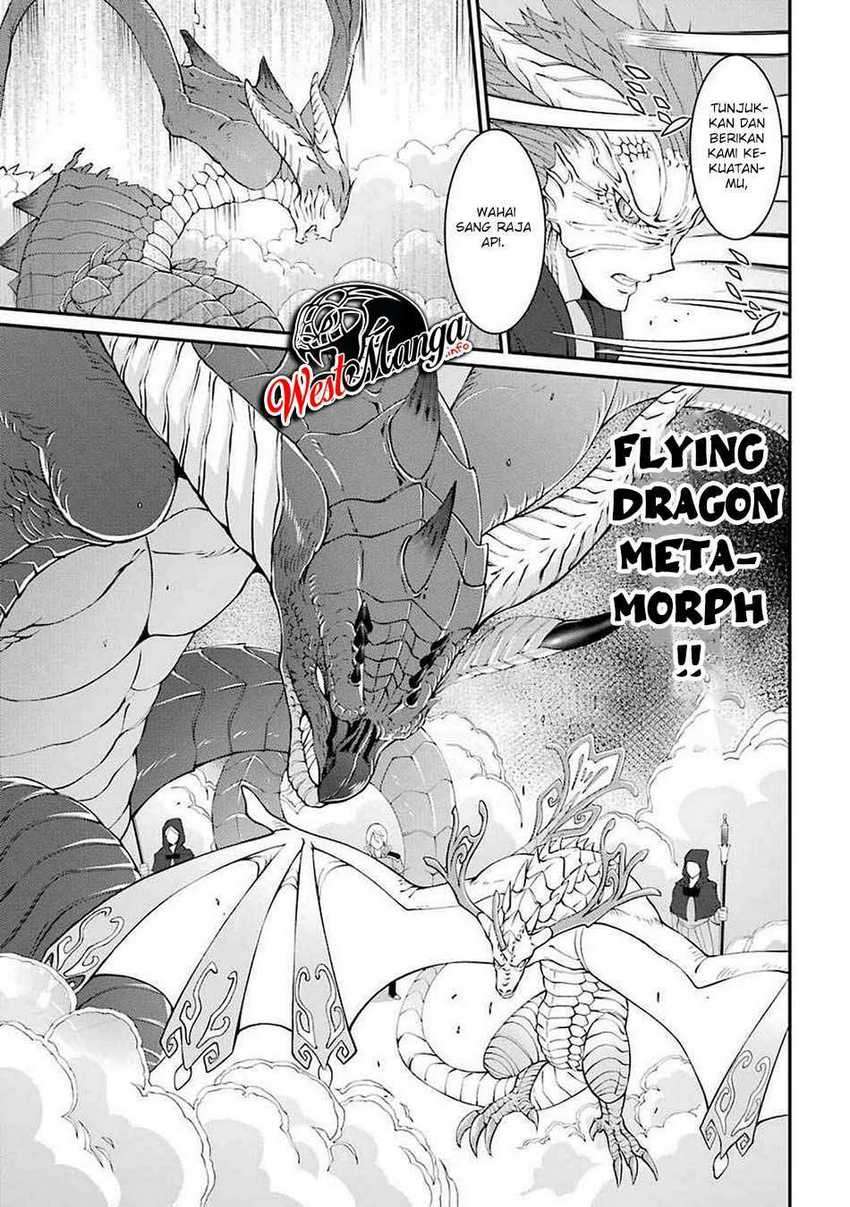 TUNJUK-
KAN DAN
BERIKAN
KAMI KE-
KUATAN-
MU,
WAHAI
SANG RAJA
API.
WestManga.info
FLYING
DRAGON
META-
MORPH
!!